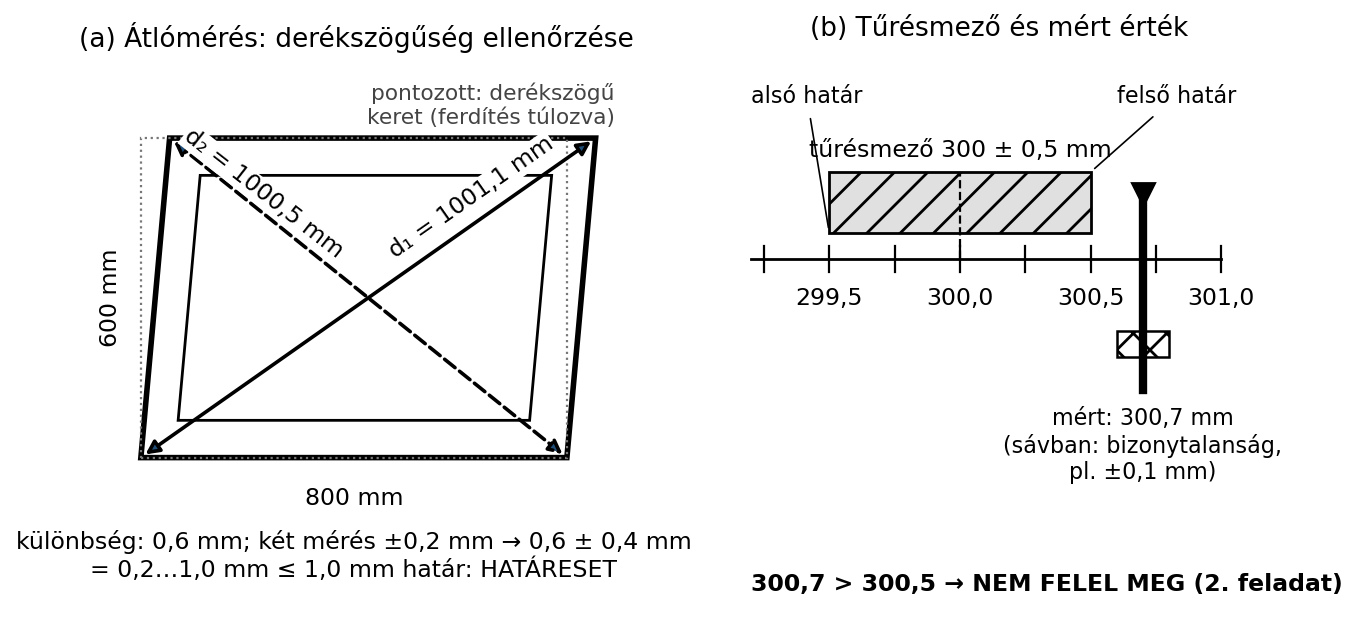 (a) Átlómérés: derékszögűség ellenőrzése
pontozott: derékszögű
keret (ferdítés túlozva)
d₂ = 1000,5 mm
d₁ = 1001,1 mm
600 mm
800 mm
különbség: 0,6 mm; két mérés ±0,2 mm → 0,6 ± 0,4 mm
= 0,2…1,0 mm ≤ 1,0 mm határ: HATÁRESET
(b) Tűrésmező és mért érték
alsó határ
felső határ
tűrésmező 300 ± 0,5 mm
299,5
300,0
300,5
301,0
mért: 300,7 mm
(sávban: bizonytalanság,
pl. ±0,1 mm)
300,7 > 300,5 → NEM FELEL MEG (2. feladat)